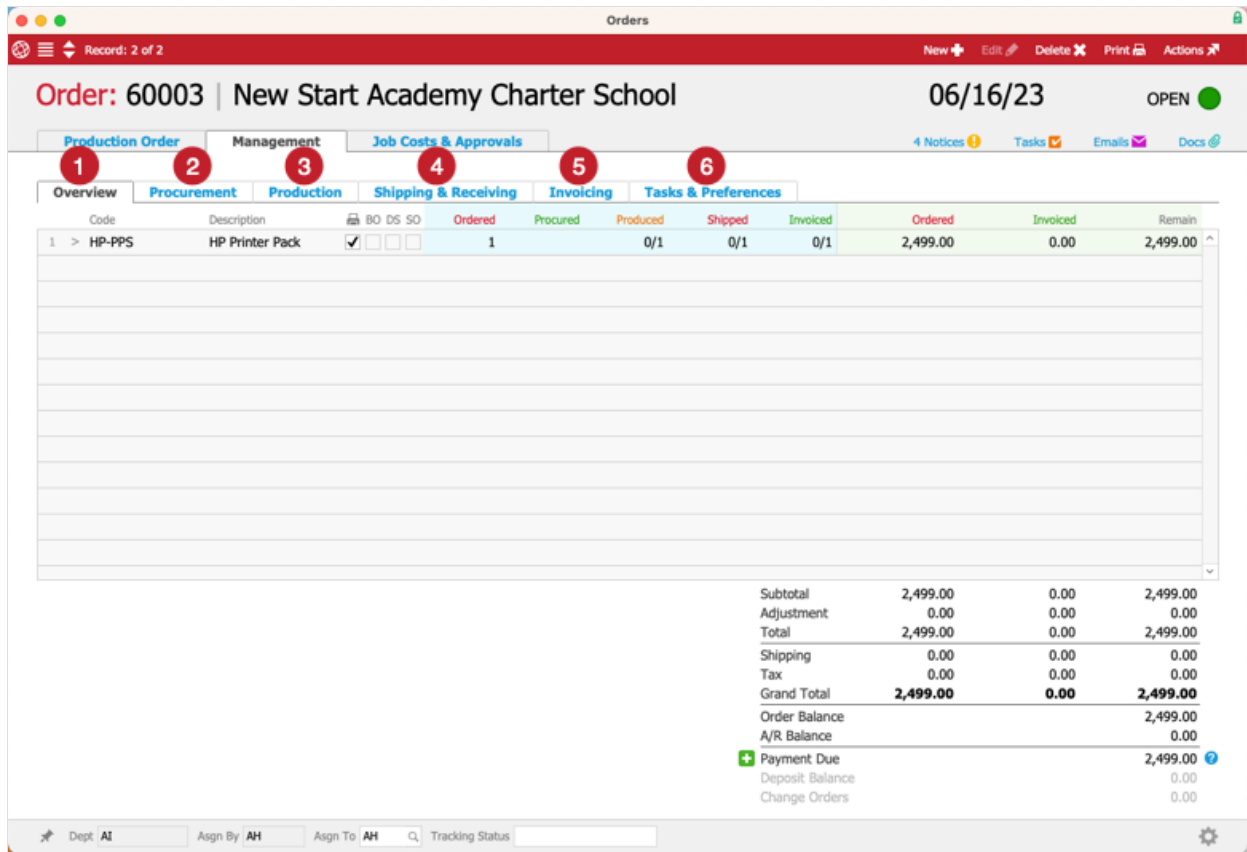 Orders
Record: 2 of 2 New Edit Delete Print Actions
Order: 60003 | New Start Academy Charter School 06/16/23 OPEN
Production Order Management Job Costs & Approvals 4 Notices Tasks Emails Docs
1 2 3 4 5 6
Overview Procurement Production Shipping & Receiving Invoicing Tasks & Preferences
Code Description BO DS SO Ordered Procured Produced Shipped Invoiced Ordered Invoiced Remain
1 > HP-PPS HP Printer Pack 1 0/1 0/1 0/1 2,499.00 0.00 2,499.00
Subtotal 2,499.00 0.00 2,499.00
Adjustment 0.00 0.00 0.00
Total 2,499.00 0.00 2,499.00
Shipping 0.00 0.00 0.00
Tax 0.00 0.00 0.00
Grand Total 2,499.00 0.00 2,499.00
Order Balance 2,499.00
A/R Balance 0.00
Payment Due 2,499.00 ?
Deposit Balance 0.00
Change Orders 0.00
Dept AI Asgn By AH Asgn To AH Tracking Status